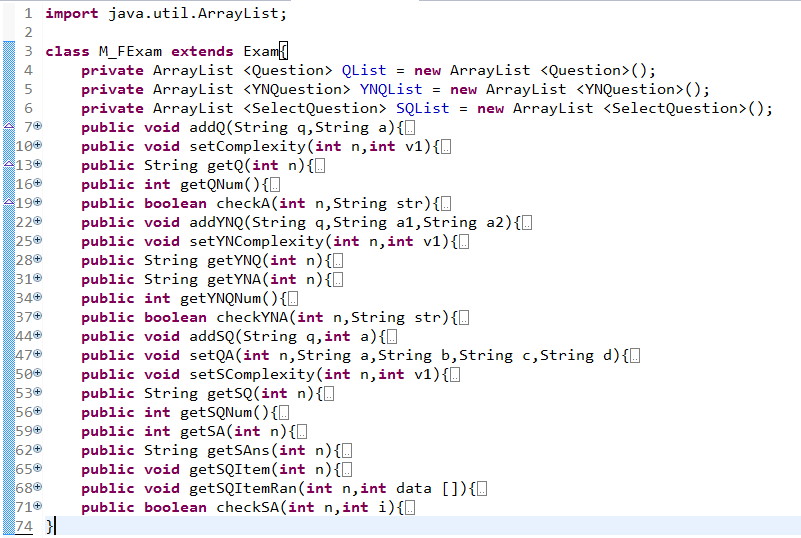 1 import java.util.ArrayList;
2
3 class M_FExam extends Exam{
4 private ArrayList <Question> QList = new ArrayList <Question>();
5 private ArrayList <YNQuestion> YNQList = new ArrayList <YNQuestion>();
6 private ArrayList <SelectQuestion> SQList = new ArrayList <SelectQuestion>();
7 public void addQ(String q,String a){
10 public void setComplexity(int n,int v1){
13 public String getQ(int n){
16 public int getQNum(){
19 public boolean checkA(int n,String str){
22 public void addYNQ(String q,String a1,String a2){
25 public void setYNComplexity(int n,int v1){
28 public String getYNQ(int n){
31 public String getYNA(int n){
34 public int getYNQNum(){
37 public boolean checkYNA(int n,String str){
44 public void addSQ(String q,int a){
47 public void setQA(int n,String a,String b,String c,String d){
50 public void setSComplexity(int n,int v1){
53 public String getSQ(int n){
56 public int getSQNum(){
59 public int getSA(int n){
62 public String getSAns(int n){
65 public void getSQItem(int n){
68 public void getSQItemRan(int n,int data []){
71 public boolean checkSA(int n,int i){
74 }